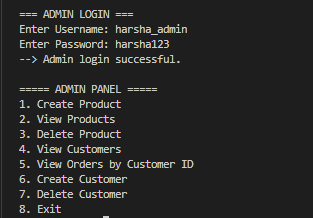 === ADMIN LOGIN ===
Enter Username: harsha_admin
Enter Password: harsha123
--> Admin login successful.
===== ADMIN PANEL =====
1. Create Product
2. View Products
3. Delete Product
4. View Customers
5. View Orders by Customer ID
6. Create Customer
7. Delete Customer
8. Exit